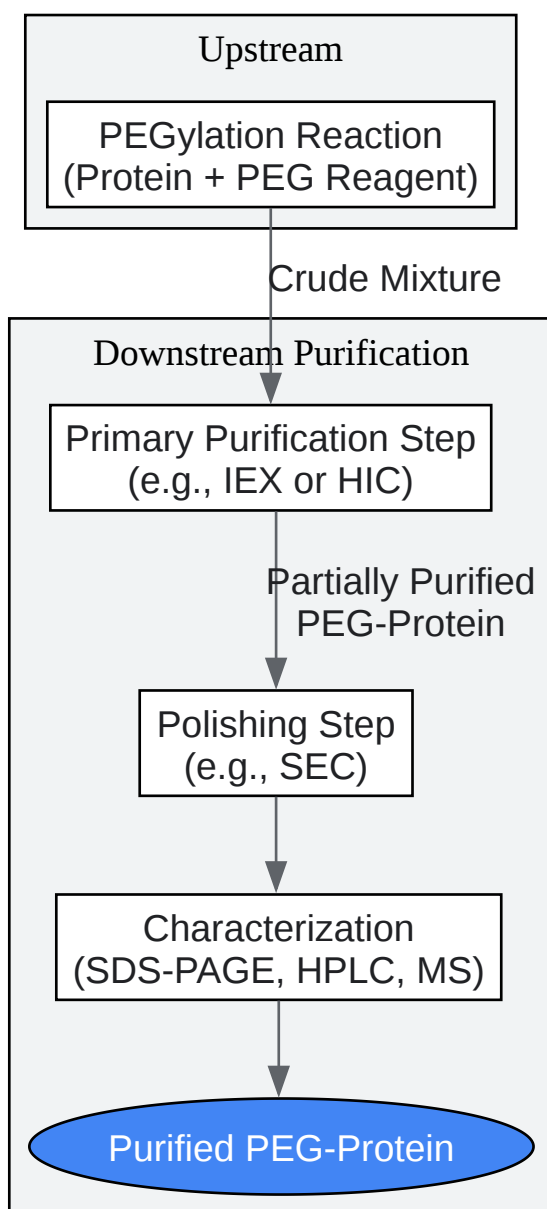 Upstream
PEGylation Reaction
(Protein + PEG Reagent)
Crude Mixture
Downstream Purification
Primary Purification Step
(e.g., IEX or HIC)
Partially Purified
PEG-Protein
Polishing Step
(e.g., SEC)
Characterization
(SDS-PAGE, HPLC, MS)
Purified PEG-Protein